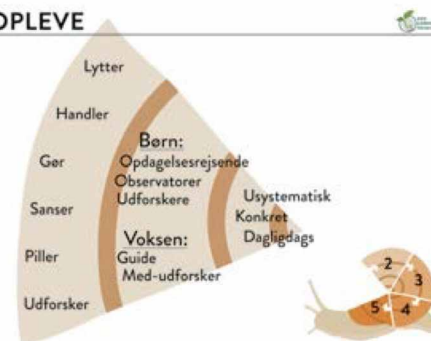 OPLEVE
Lytter
Handler
Gør
Sanser
Piller
Udforsker
Børn:
Opdagelsesrejsende
Observatorer
Udforskere
Voksen:
Guide
Med-udforsker
Usystematisk
Konkret
Dagligdags
2
3
4
5